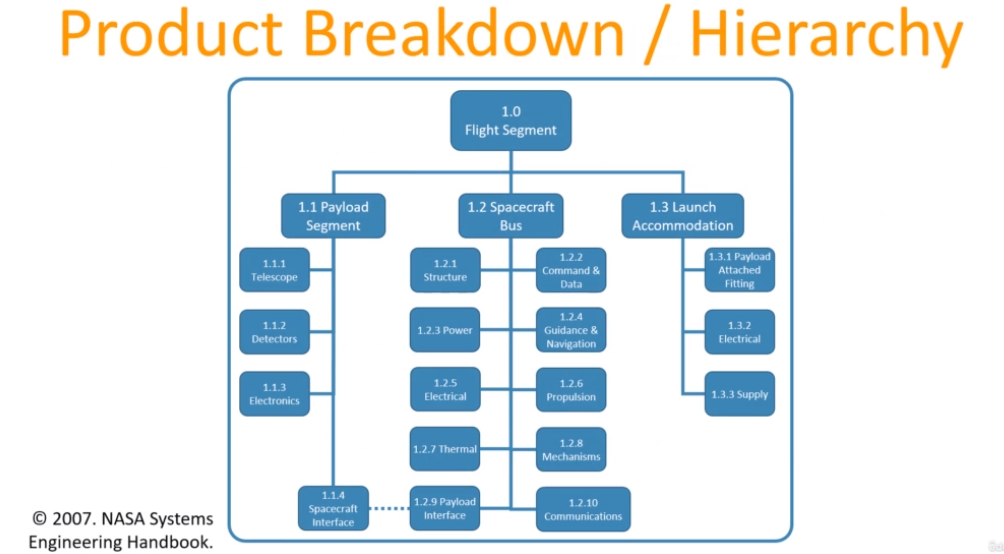 Product Breakdown / Hierarchy
1.0
Flight Segment
1.1 Payload
Segment
1.2 Spacecraft
Bus
1.3 Launch
Accommodation
1.1.1
Telescope
1.1.2
Detectors
1.1.3
Electronics
1.1.4
Spacecraft
Interface
1.2.1
Structure
1.2.2
Command &
Data
1.2.3 Power
1.2.4
Guidance &
Navigation
1.2.5
Electrical
1.2.6
Propulsion
1.2.7 Thermal
1.2.8
Mechanisms
1.2.9 Payload
Interface
1.2.10
Communications
1.3.1 Payload
Attached
Fitting
1.3.2
Electrical
1.3.3 Supply
© 2007. NASA Systems
Engineering Handbook.